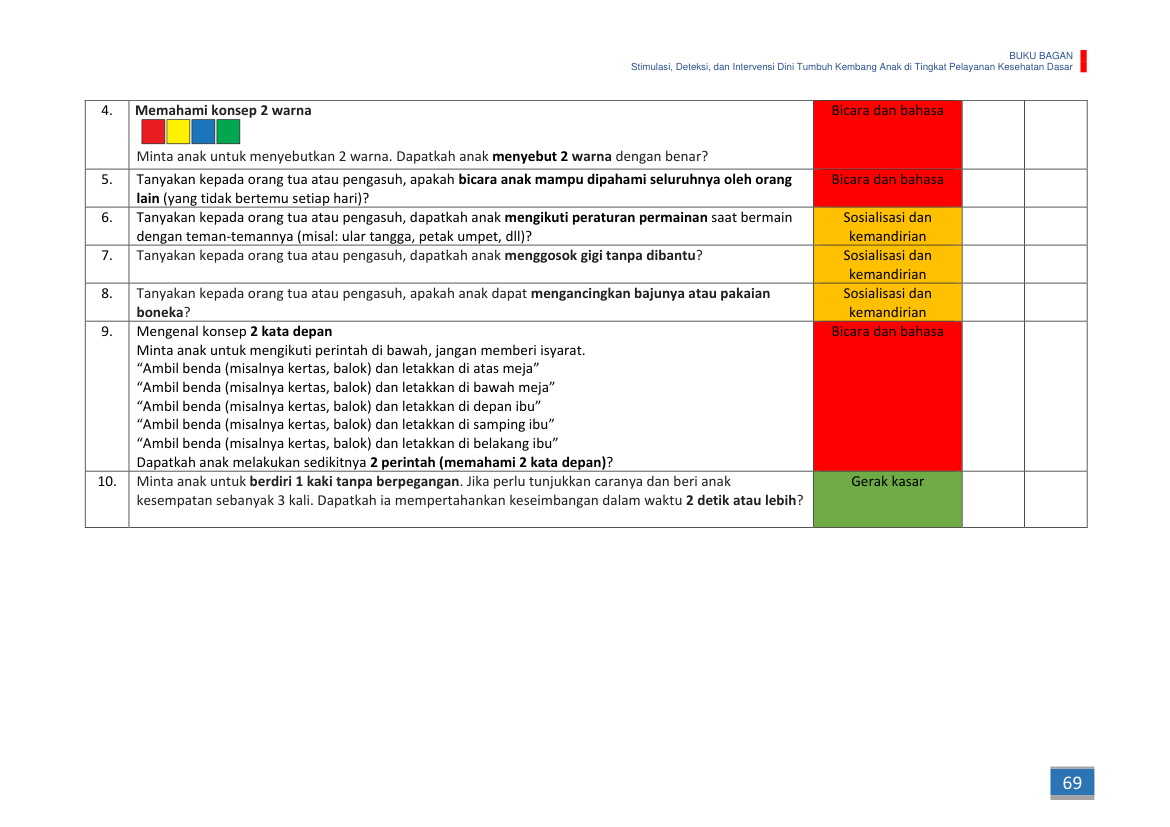 BUKU BAGAN
Stimulasi, Deteksi, dan Intervensi Dini Tumbuh Kembang Anak di Tingkat Pelayanan Kesehatan Dasar
4. Memahami konsep 2 warna Bicara dan bahasa
Minta anak untuk menyebutkan 2 warna. Dapatkah anak menyebut 2 warna dengan benar?
5. Tanyakan kepada orang tua atau pengasuh, apakah bicara anak mampu dipahami seluruhnya oleh orang Bicara dan bahasa
lain (yang tidak bertemu setiap hari)?
6. Tanyakan kepada orang tua atau pengasuh, dapatkah anak mengikuti peraturan permainan saat bermain Sosialisasi dan
dengan teman-temannya (misal: ular tangga, petak umpet, dll)? kemandirian
7. Tanyakan kepada orang tua atau pengasuh, dapatkah anak menggosok gigi tanpa dibantu? Sosialisasi dan
kemandirian
8. Tanyakan kepada orang tua atau pengasuh, apakah anak dapat mengancingkan bajunya atau pakaian Sosialisasi dan
boneka? kemandirian
9. Mengenal konsep 2 kata depan Bicara dan bahasa
Minta anak untuk mengikuti perintah di bawah, jangan memberi isyarat.
“Ambil benda (misalnya kertas, balok) dan letakkan di atas meja”
“Ambil benda (misalnya kertas, balok) dan letakkan di bawah meja”
“Ambil benda (misalnya kertas, balok) dan letakkan di depan ibu”
“Ambil benda (misalnya kertas, balok) dan letakkan di samping ibu”
“Ambil benda (misalnya kertas, balok) dan letakkan di belakang ibu”
Dapatkah anak melakukan sedikitnya 2 perintah (memahami 2 kata depan)?
10. Minta anak untuk berdiri 1 kaki tanpa berpegangan. Jika perlu tunjukkan caranya dan beri anak Gerak kasar
kesempatan sebanyak 3 kali. Dapatkah ia mempertahankan keseimbangan dalam waktu 2 detik atau lebih?
69